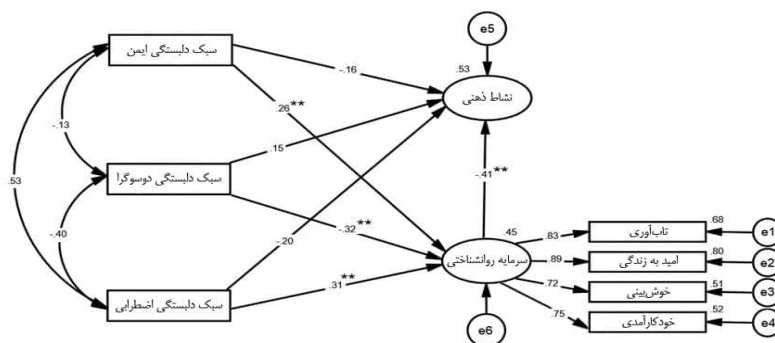 e5
سبک دلبستگی ایمن
-.16
.53
نشاط ذهنی
.26**
-.13
.15
.53
سبک دلبستگی دوسوگرا
-.41**
-.32**
-.40
-.20
.45
.83
تاب‌آوری
.68
e1
سرمایه روانشناختی
.89
امید به زندگی
.80
e2
.31**
.72
خوش‌بینی
.51
e3
سبک دلبستگی اضطرابی
.75
خودکارآمدی
.52
e4
e6